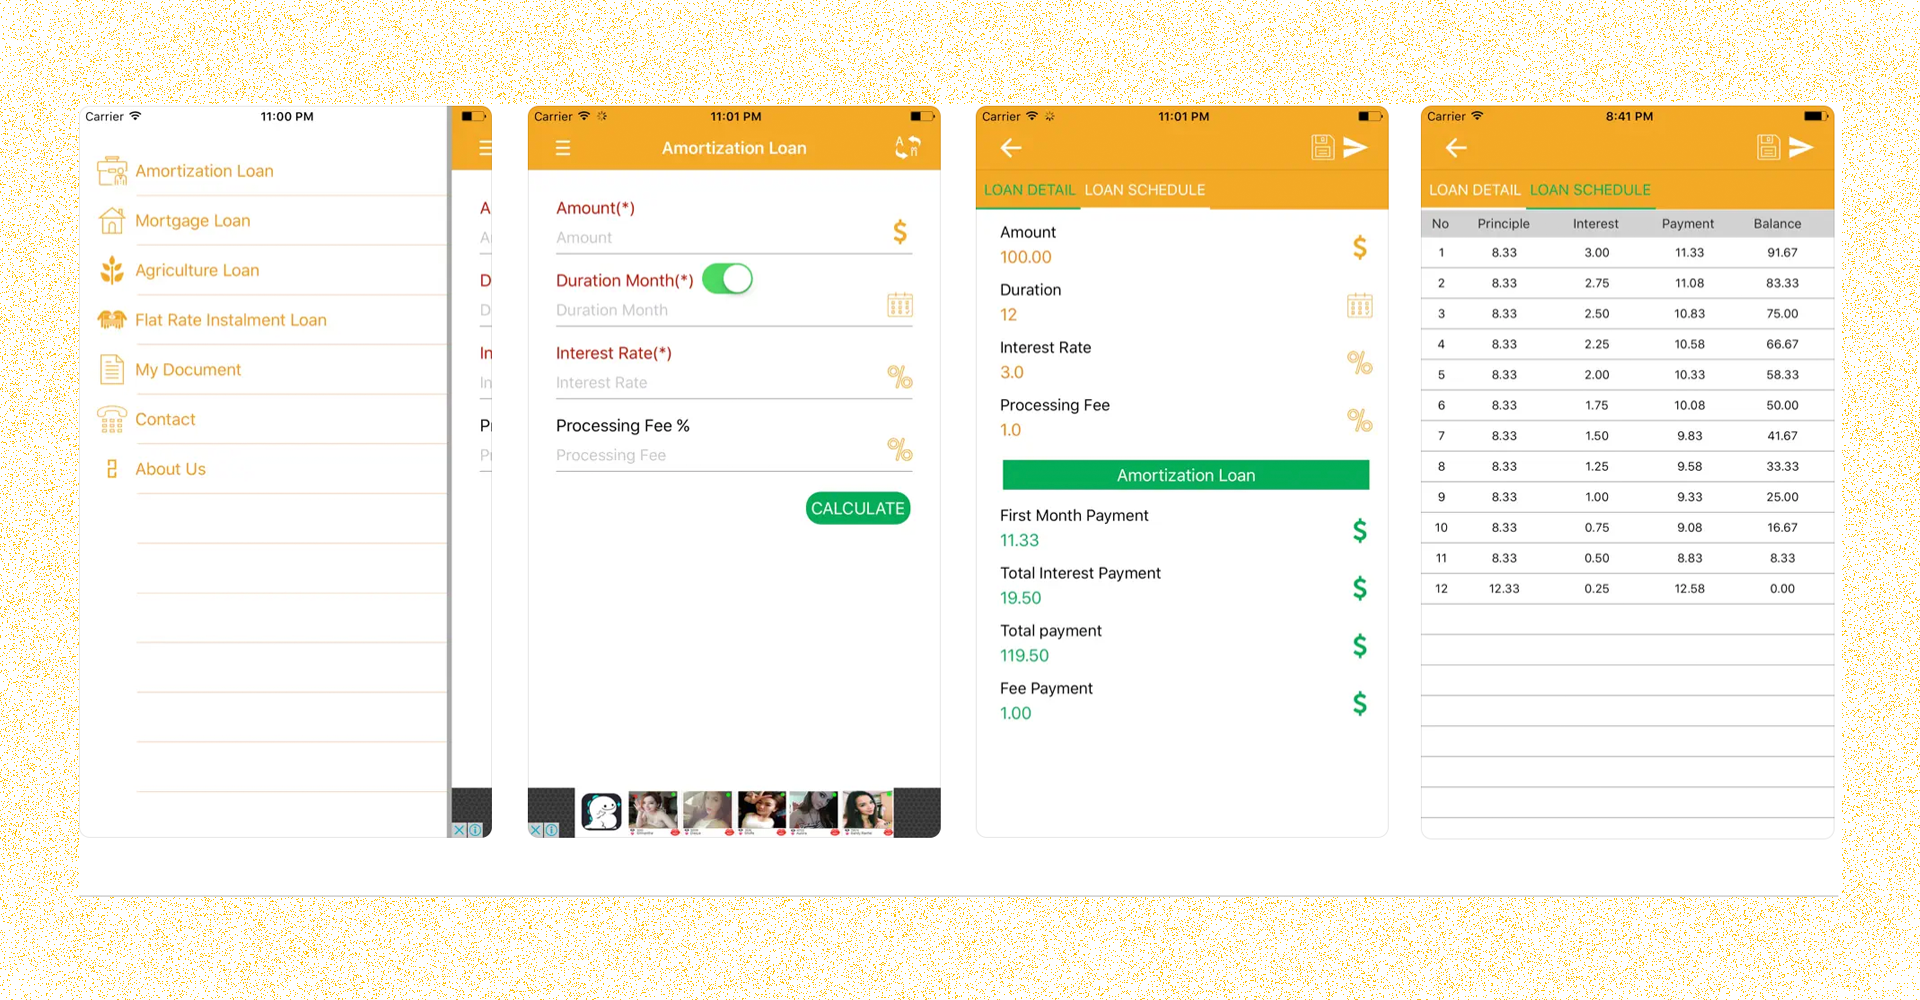 Carrier 11:00 PM
Amortization Loan
Mortgage Loan
Agriculture Loan
Flat Rate Instalment Loan
My Document
Contact
About Us
A
A
D
D
In
In
P
P
Carrier 11:01 PM
Amortization Loan
Amount(*)
Amount
$
Duration Month(*)
Duration Month
Interest Rate(*)
Interest Rate
%
Processing Fee %
Processing Fee
%
CALCULATE
Carrier 11:01 PM
LOAN DETAIL LOAN SCHEDULE
Amount
100.00
$
Duration
12
Interest Rate
3.0
%
Processing Fee
1.0
%
Amortization Loan
First Month Payment
11.33
$
Total Interest Payment
19.50
$
Total payment
119.50
$
Fee Payment
1.00
$
Carrier 8:41 PM
LOAN DETAIL LOAN SCHEDULE
No Principle Interest Payment Balance
1 8.33 3.00 11.33 91.67
2 8.33 2.75 11.08 83.33
3 8.33 2.50 10.83 75.00
4 8.33 2.25 10.58 66.67
5 8.33 2.00 10.33 58.33
6 8.33 1.75 10.08 50.00
7 8.33 1.50 9.83 41.67
8 8.33 1.25 9.58 33.33
9 8.33 1.00 9.33 25.00
10 8.33 0.75 9.08 16.67
11 8.33 0.50 8.83 8.33
12 12.33 0.25 12.58 0.00